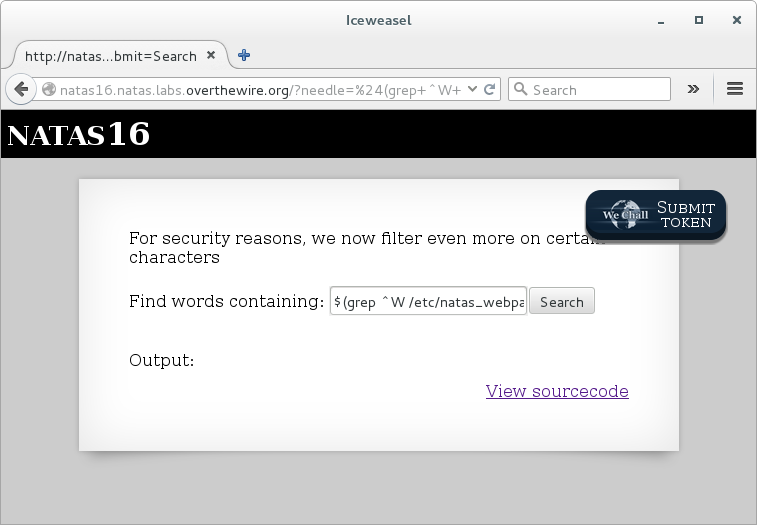 Iceweasel
http://natas...bmit=Search
natas16.natas.labs.overthewire.org/?needle=%24(grep+^W+
Search
NATAS16
We Chall
SUBMIT
TOKEN
For security reasons, we now filter even more on certain
characters
Find words containing: $(grep ^W /etc/natas_webpa Search
Output:
View sourcecode